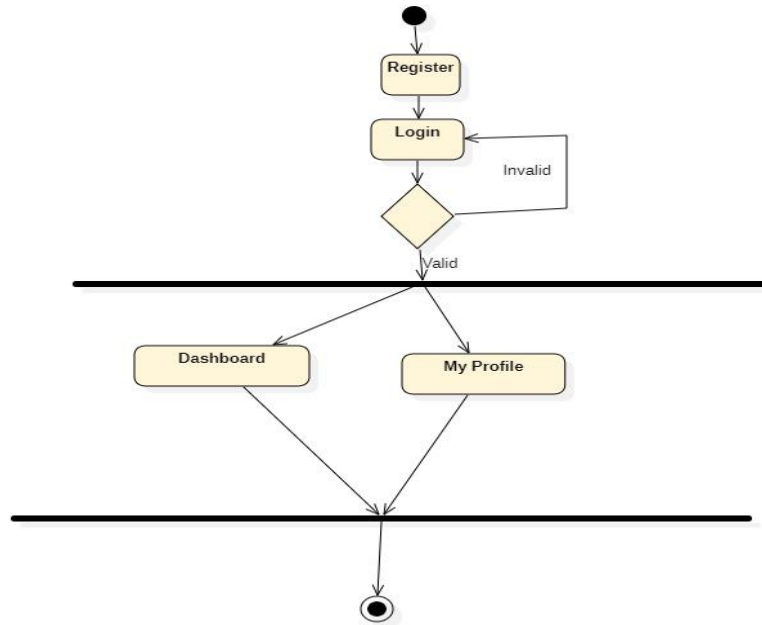 Register
Login
Invalid
Valid
Dashboard
My Profile